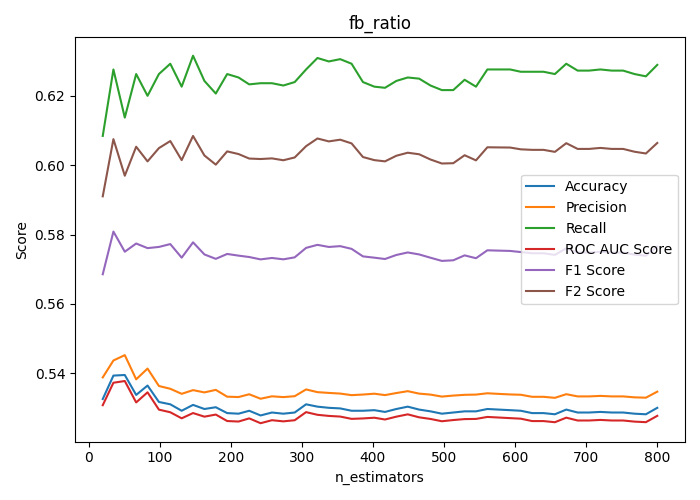 fb_ratio
Score
0.62
0.60
0.58
0.56
0.54
Accuracy
Precision
Recall
ROC AUC Score
F1 Score
F2 Score
0
100
200
300
400
500
600
700
800
n_estimators